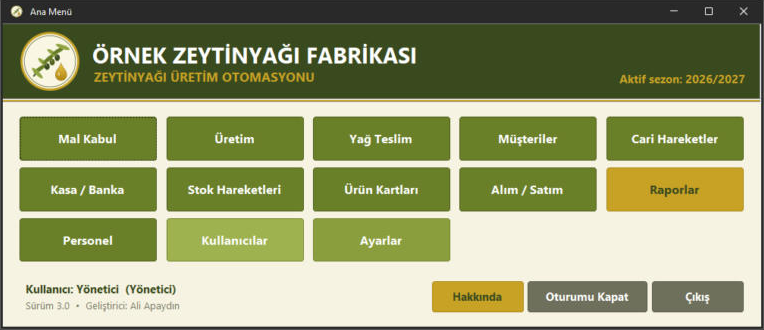 Ana Menü
ÖRNEK ZEYTİNYAĞI FABRİKASI
ZEYTİNYAĞI ÜRETİM OTOMASYONU
Aktif sezon: 2026/2027
Mal Kabul
Üretim
Yağ Teslim
Müşteriler
Cari Hareketler
Kasa / Banka
Stok Hareketleri
Ürün Kartları
Alım / Satım
Raporlar
Personel
Kullanıcılar
Ayarlar
Kullanıcı: Yönetici (Yönetici)
Sürüm 3.0 • Geliştirici: Ali Apaydın
Hakkında
Oturumu Kapat
Çıkış